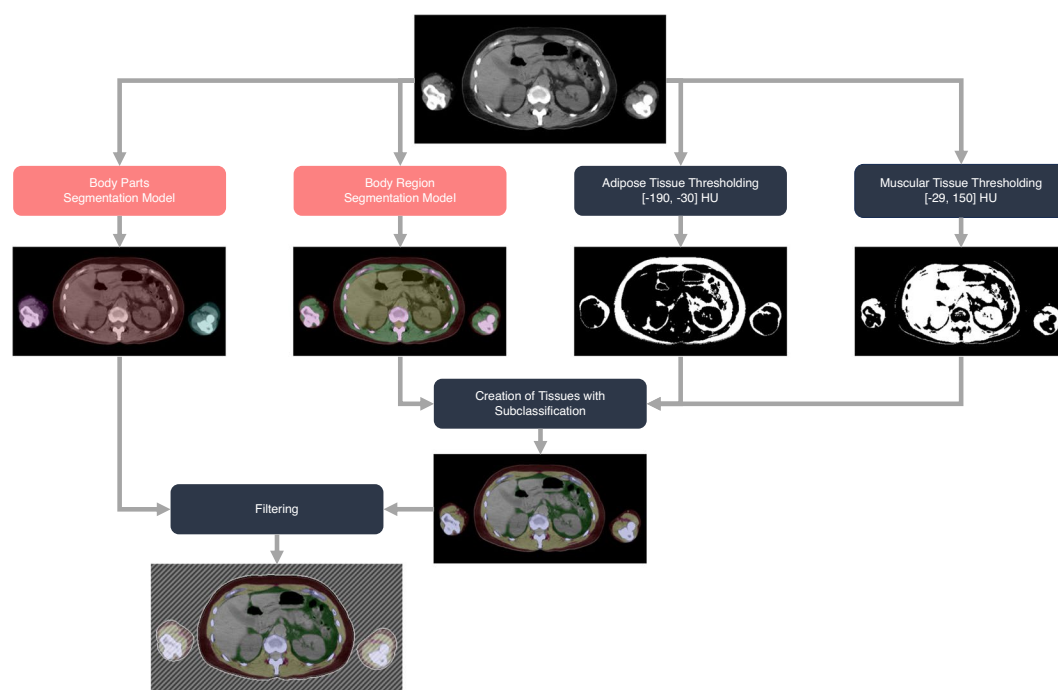 Body Parts
Segmentation Model
Body Region
Segmentation Model
Adipose Tissue Thresholding
[-190, -30] HU
Muscular Tissue Thresholding
[-29, 150] HU
Creation of Tissues with
Subclassification
Filtering